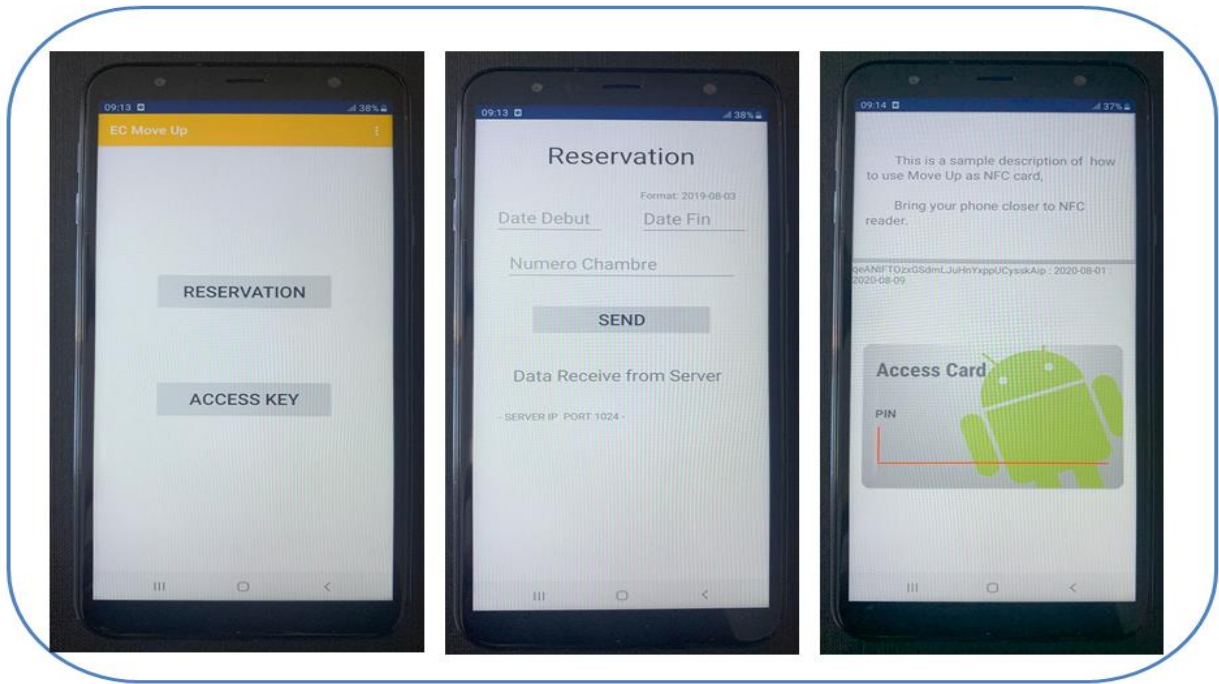 09:13
38%
EC Move Up
RESERVATION
ACCESS KEY
09:13
38%
Reservation
Format: 2019-08-03
Date Debut
Date Fin
Numero Chambre
SEND
Data Receive from Server
- SERVER IP PORT 1024 -
09:14
37%
This is a sample description of how
to use Move Up as NFC card,
Bring your phone closer to NFC
reader.
: 2020-08-01 :
2020-08-09
Access Card
PIN